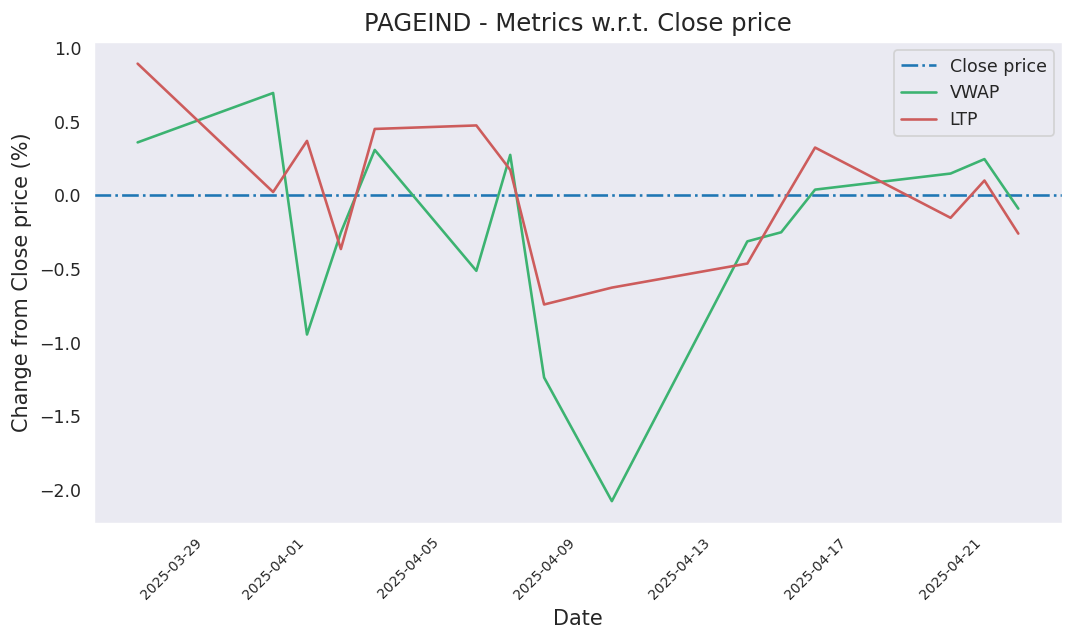 PAGEIND - Metrics w.r.t. Close price
Close price
VWAP
LTP
Change from Close price (%)
1.0
0.5
0.0
−0.5
−1.0
−1.5
−2.0
2025-03-29
2025-04-01
2025-04-05
2025-04-09
2025-04-13
2025-04-17
2025-04-21
Date